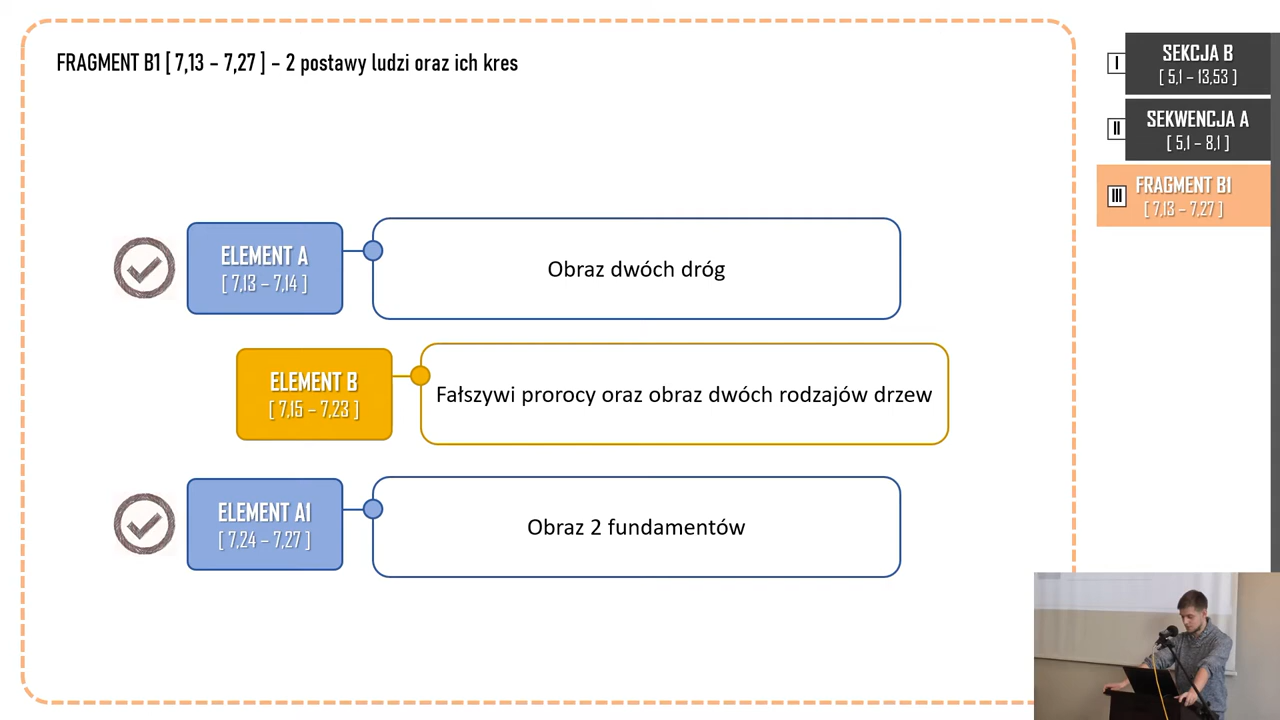 FRAGMENT B1 [ 7,13 – 7,27 ] – 2 postawy ludzi oraz ich kres
I
SEKCJA B
[ 5,1 – 13,53 ]
II
SEKWENCJA A
[ 5,1 – 8,1 ]
III
FRAGMENT B1
[ 7,13 – 7,27 ]
ELEMENT A
[ 7,13 – 7,14 ]
Obraz dwóch dróg
ELEMENT B
[ 7,15 – 7,23 ]
Fałszywi prorocy oraz obraz dwóch rodzajów drzew
ELEMENT A1
[ 7,24 – 7,27 ]
Obraz 2 fundamentów